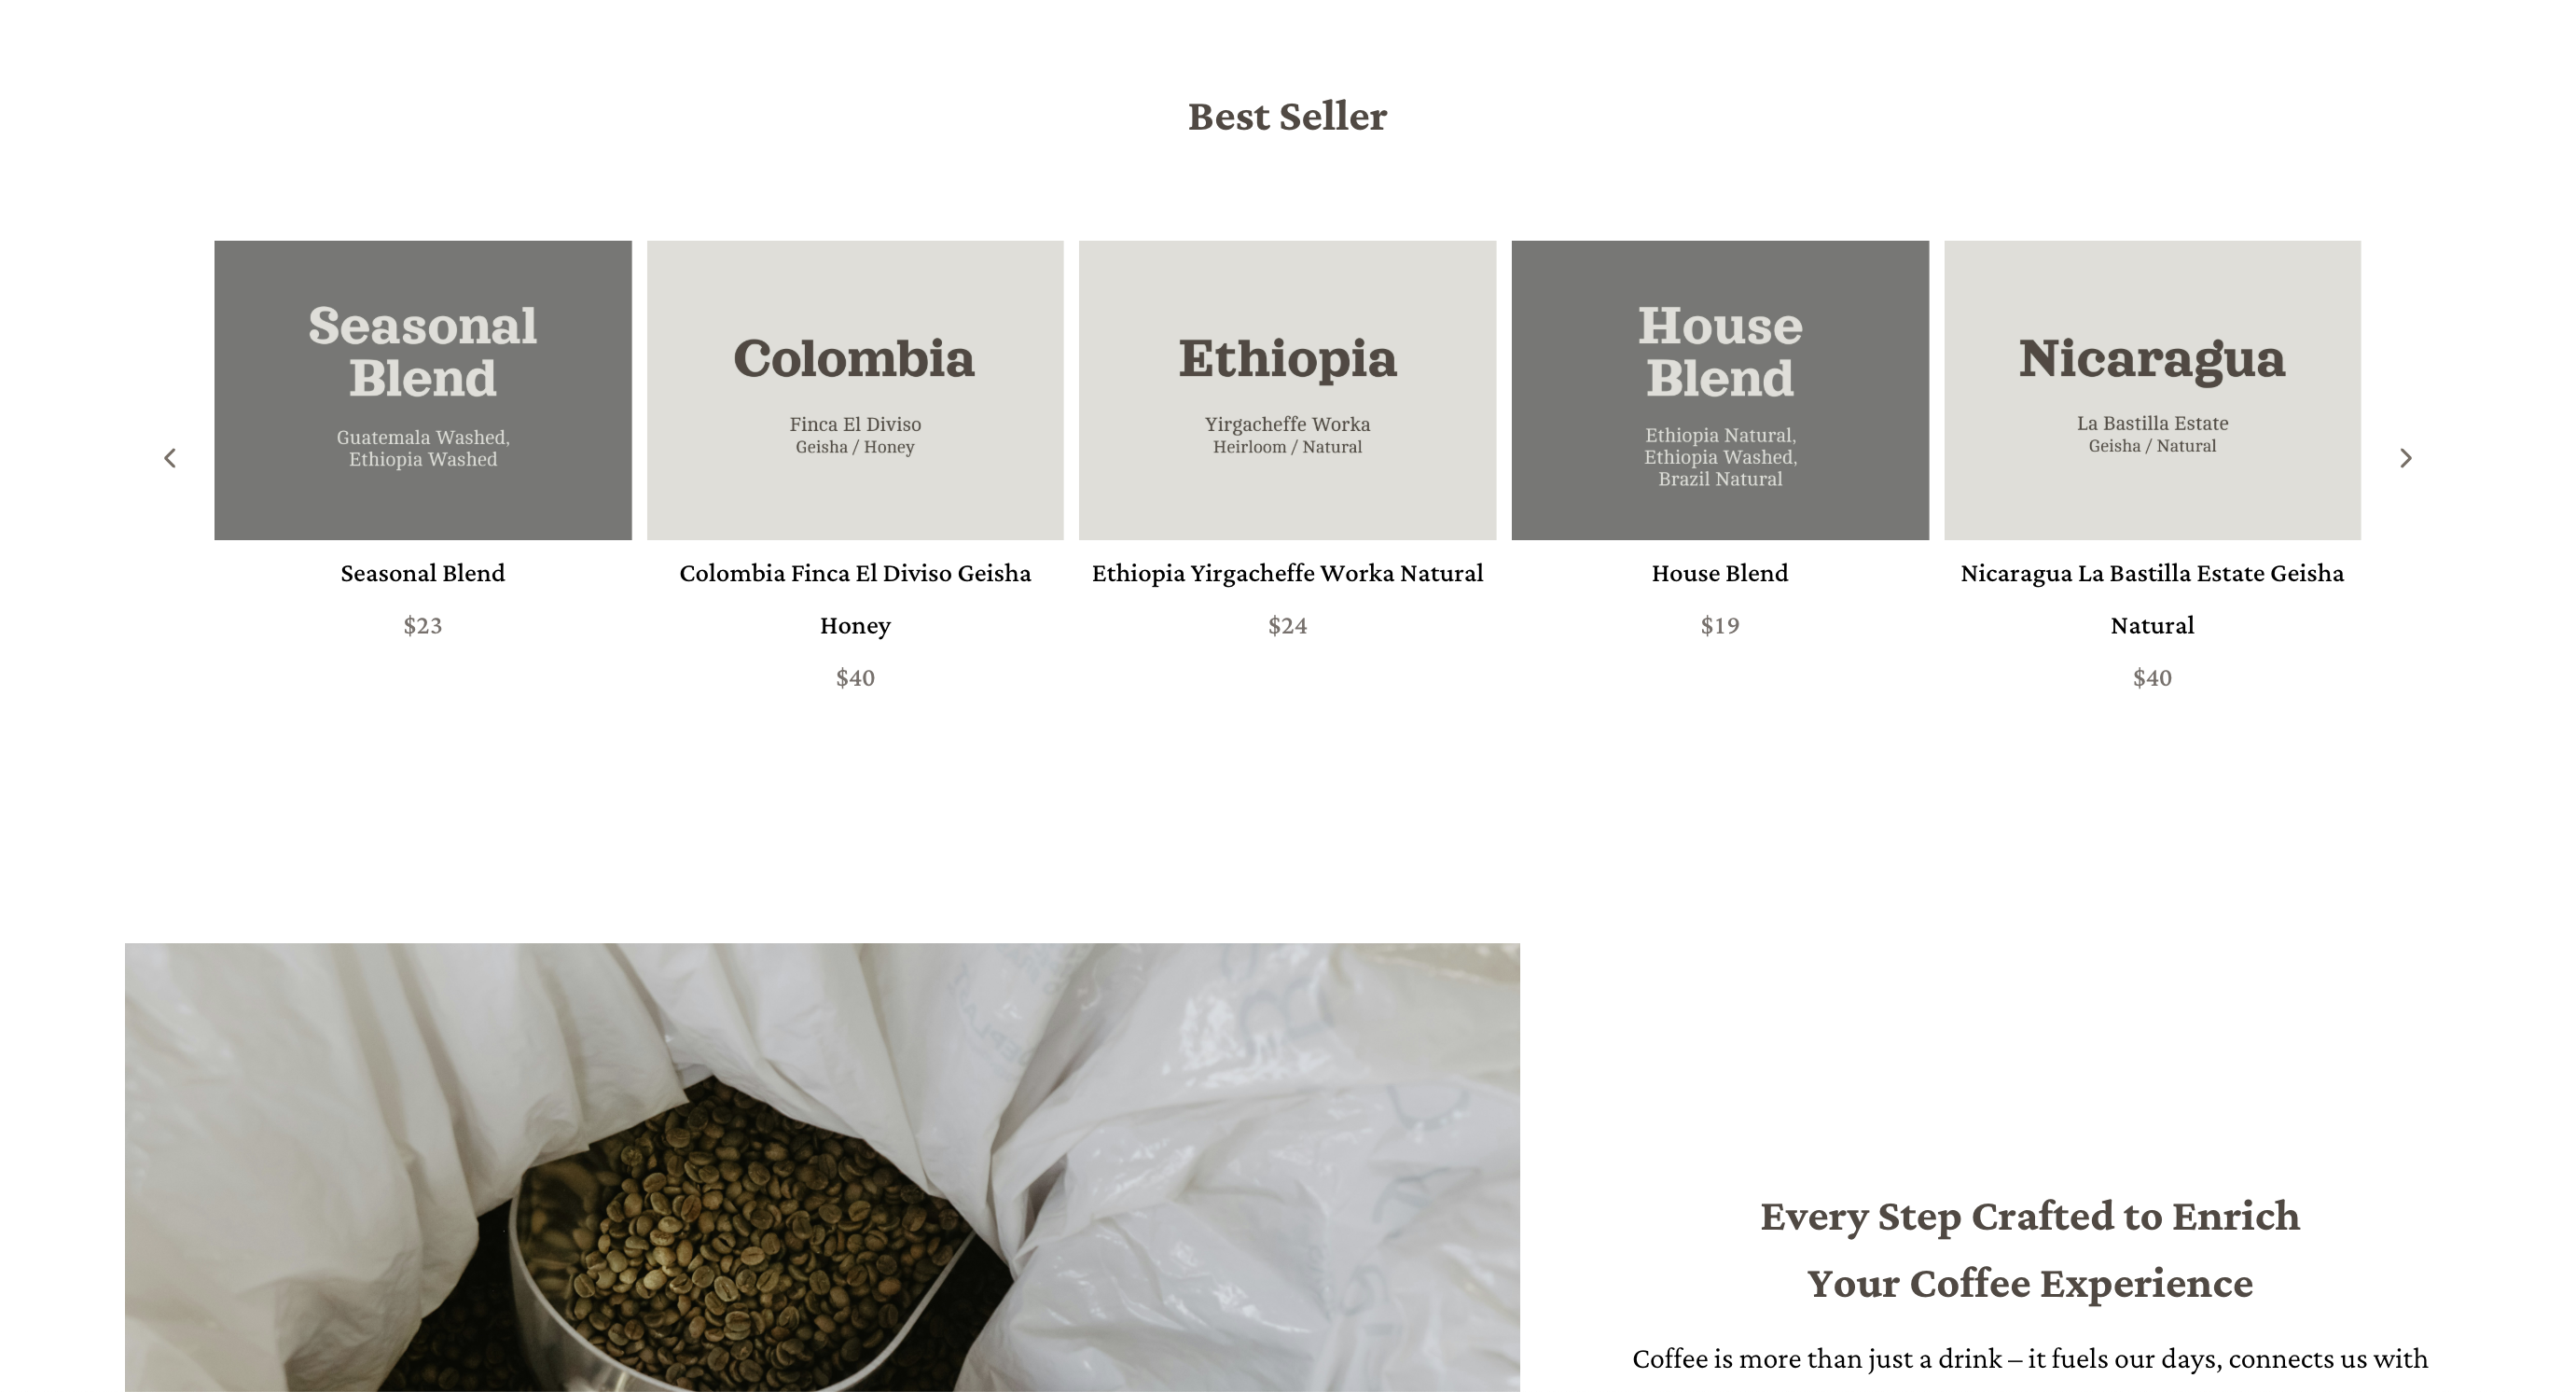 Best Seller
Seasonal
Blend
Guatemala Washed,
Ethiopia Washed
Seasonal Blend
$23
Colombia
Finca El Diviso
Geisha / Honey
Colombia Finca El Diviso Geisha
Honey
$40
Ethiopia
Yirgacheffe Worka
Heirloom / Natural
Ethiopia Yirgacheffe Worka Natural
$24
House
Blend
Ethiopia Natural,
Ethiopia Washed,
Brazil Natural
House Blend
$19
Nicaragua
La Bastilla Estate
Geisha / Natural
Nicaragua La Bastilla Estate Geisha
Natural
$40
Every Step Crafted to Enrich
Your Coffee Experience
Coffee is more than just a drink – it fuels our days, connects us with